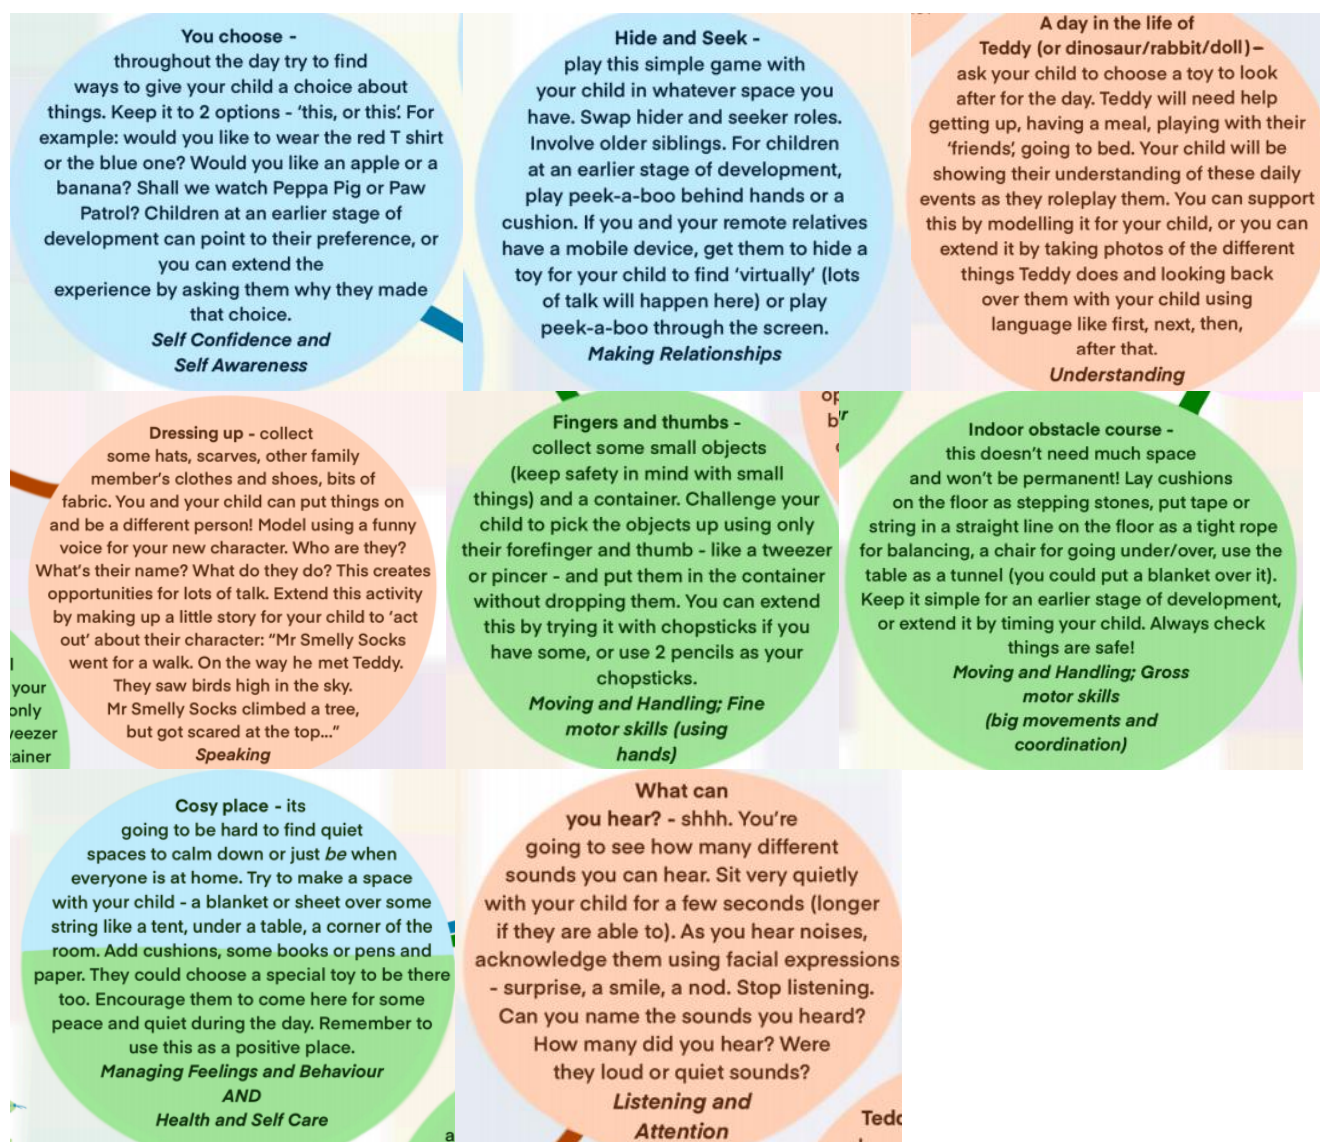 You choose -
throughout the day try to find
ways to give your child a choice about
things. Keep it to 2 options - ‘this, or this’. For
example: would you like to wear the red T shirt
or the blue one? Would you like an apple or a
banana? Shall we watch Peppa Pig or Paw
Patrol? Children at an earlier stage of
development can point to their preference, or
you can extend the
experience by asking them why they made
that choice.
Self Confidence and
Self Awareness
Hide and Seek -
play this simple game with
your child in whatever space you
have. Swap hider and seeker roles.
Involve older siblings. For children
at an earlier stage of development,
play peek-a-boo behind hands or a
cushion. If you and your remote relatives
have a mobile device, get them to hide a
toy for your child to find ‘virtually’ (lots
of talk will happen here) or play
peek-a-boo through the screen.
Making Relationships
A day in the life of
Teddy (or dinosaur/rabbit/doll) –
ask your child to choose a toy to look
after for the day. Teddy will need help
getting up, having a meal, playing with their
‘friends’, going to bed. Your child will be
showing their understanding of these daily
events as they roleplay them. You can support
this by modelling it for your child, or you can
extend it by taking photos of the different
things Teddy does and looking back
over them with your child using
language like first, next, then,
after that.
Understanding
Dressing up - collect
some hats, scarves, other family
member’s clothes and shoes, bits of
fabric. You and your child can put things on
and be a different person! Model using a funny
voice for your new character. Who are they?
What’s their name? What do they do? This creates
opportunities for lots of talk. Extend this activity
by making up a little story for your child to ‘act
out’ about their character: “Mr Smelly Socks
went for a walk. On the way he met Teddy.
They saw birds high in the sky.
Mr Smelly Socks climbed a tree,
but got scared at the top...”
Speaking
your
only
Fingers and thumbs -
collect some small objects
(keep safety in mind with small
things) and a container. Challenge your
child to pick the objects up using only
their forefinger and thumb - like a tweezer
or pincer - and put them in the container
without dropping them. You can extend
this by trying it with chopsticks if you
have some, or use 2 pencils as your
chopsticks.
Moving and Handling; Fine
motor skills (using
hands)
Indoor obstacle course -
this doesn’t need much space
and won’t be permanent! Lay cushions
on the floor as stepping stones, put tape or
string in a straight line on the floor as a tight rope
for balancing, a chair for going under/over, use the
table as a tunnel (you could put a blanket over it).
Keep it simple for an earlier stage of development,
or extend it by timing your child. Always check
things are safe!
Moving and Handling; Gross
motor skills
(big movements and
coordination)
Cosy place - its
going to be hard to find quiet
spaces to calm down or just be when
everyone is at home. Try to make a space
with your child - a blanket or sheet over some
string like a tent, under a table, a corner of the
room. Add cushions, some books or pens and
paper. They could choose a special toy to be there
too. Encourage them to come here for some
peace and quiet during the day. Remember to
use this as a positive place.
Managing Feelings and Behaviour
AND
Health and Self Care
What can
you hear? - shhh. You’re
going to see how many different
sounds you can hear. Sit very quietly
with your child for a few seconds (longer
if they are able to). As you hear noises,
acknowledge them using facial expressions
- surprise, a smile, a nod. Stop listening.
Can you name the sounds you heard?
How many did you hear? Were
they loud or quiet sounds?
Listening and
Attention